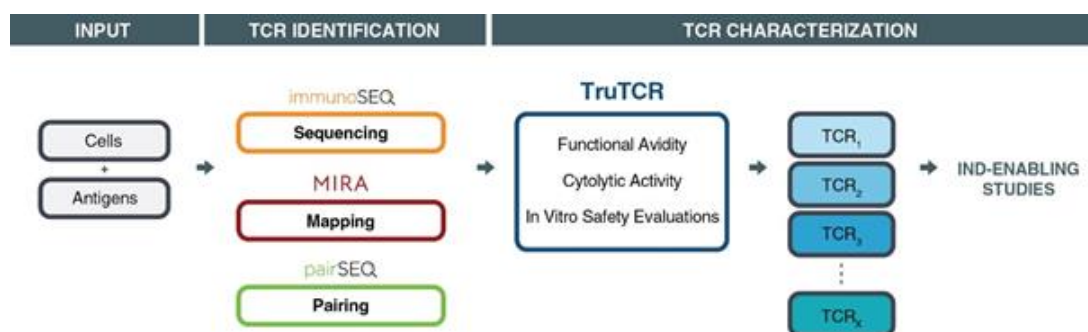 INPUT
TCR IDENTIFICATION
TCR CHARACTERIZATION
Cells
+
Antigens
immunoSEQ
Sequencing
MIRA
Mapping
pairSEQ
Pairing
TruTCR
Functional Avidity
Cytolytic Activity
In Vitro Safety Evaluations
TCR₁
TCR₂
TCR₃
TCRₓ
IND-ENABLING
STUDIES